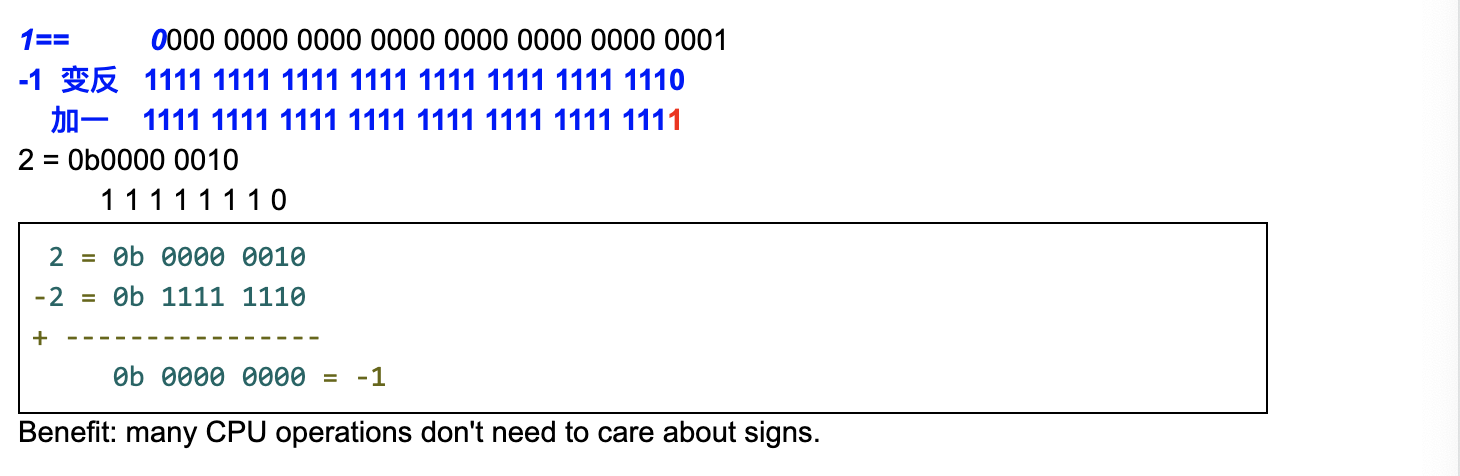 1== 0000 0000 0000 0000 0000 0000 0000 0001
-1 变反 1111 1111 1111 1111 1111 1111 1111 1110
加一 1111 1111 1111 1111 1111 1111 1111 1111
2 = 0b0000 0010
1 1 1 1 1 1 1 0
2 = 0b 0000 0010
-2 = 0b 1111 1110
+ ----------------
0b 0000 0000 = -1
Benefit: many CPU operations don't need to care about signs.